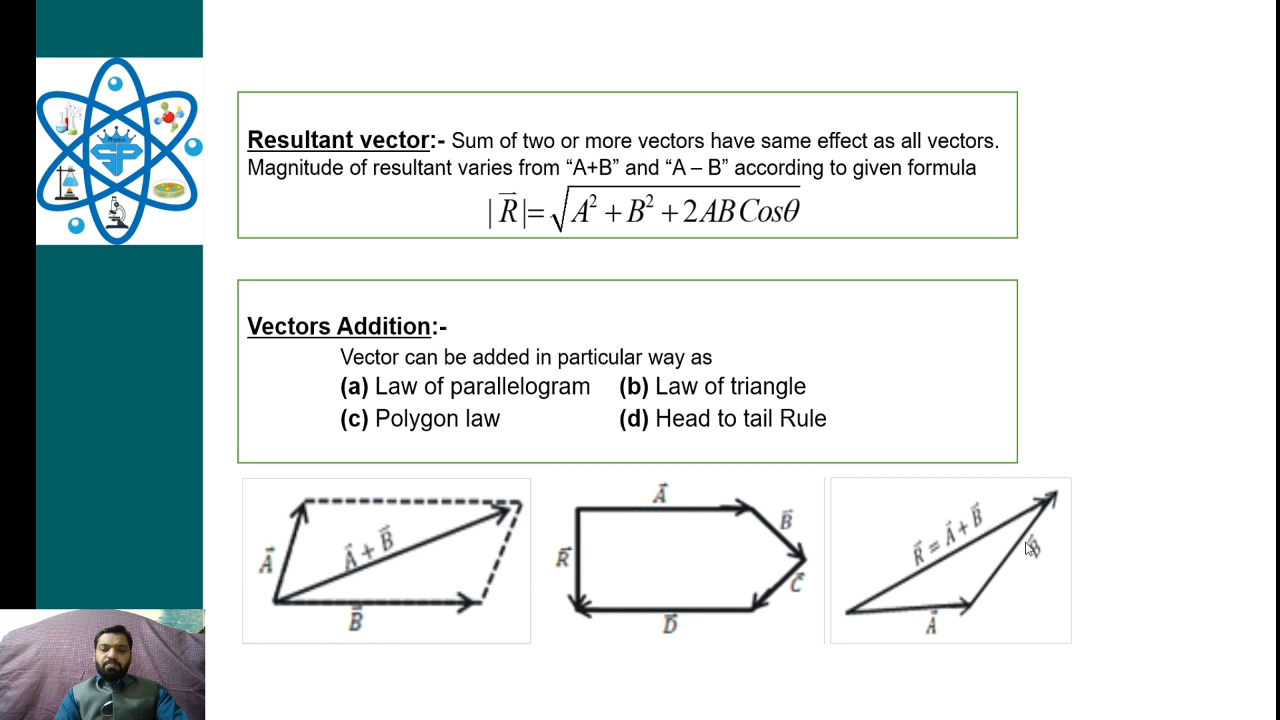 Resultant vector:- Sum of two or more vectors have same effect as all vectors.
Magnitude of resultant varies from “A+B” and “A – B” according to given formula
|R⃗|=√(A² + B² + 2AB Cosθ)
Vectors Addition:-
Vector can be added in particular way as
(a) Law of parallelogram (b) Law of triangle
(c) Polygon law (d) Head to tail Rule
A⃗
A⃗ + B⃗
B⃗
A⃗
B⃗
R⃗
C⃗
D⃗
R⃗ = A⃗ + B⃗
B
A⃗